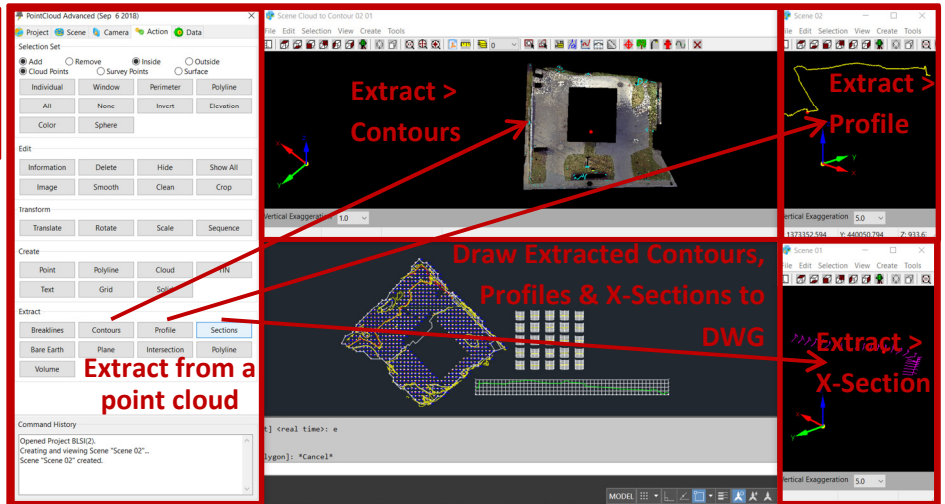 PointCloud Advanced (Sep 6 2018)
Project Scene Camera Action Data
Selection Set
Add Remove Inside Outside
Cloud Points Survey Points Surface
Individual Window Perimeter Polyline
All None Invert Elevation
Color Sphere
Edit
Information Delete Hide Show All
Image Smooth Clean Crop
Transform
Translate Rotate Scale Sequence
Create
Point Polyline Cloud TIN
Text Grid Solid
Extract
Breaklines Contours Profile Sections
Bare Earth Plane Intersection Polyline
Volume
Extract from a
point cloud
Command History
Opened Project BLSI(2).
Creating and viewing Scene "Scene 02"...
Scene "Scene 02" created.
Scene Cloud to Contour 02 01
File Edit Selection View Create Tools
0
Extract >
Contours
x
y
Vertical Exaggeration 1.0
Scene 02
File Edit Selection View Create Tools
Extract >
Profile
x
y
Vertical Exaggeration 5.0
1373352.594 Y: 440050.794 Z: 933.6
Draw Extracted Contours,
Profiles & X-Sections to
DWG
t] <real time>: e
lygon]: *Cancel*
MODEL
Scene 01
File Edit Selection View Create Tools
Extract >
X-Section
x
y
Vertical Exaggeration 5.0